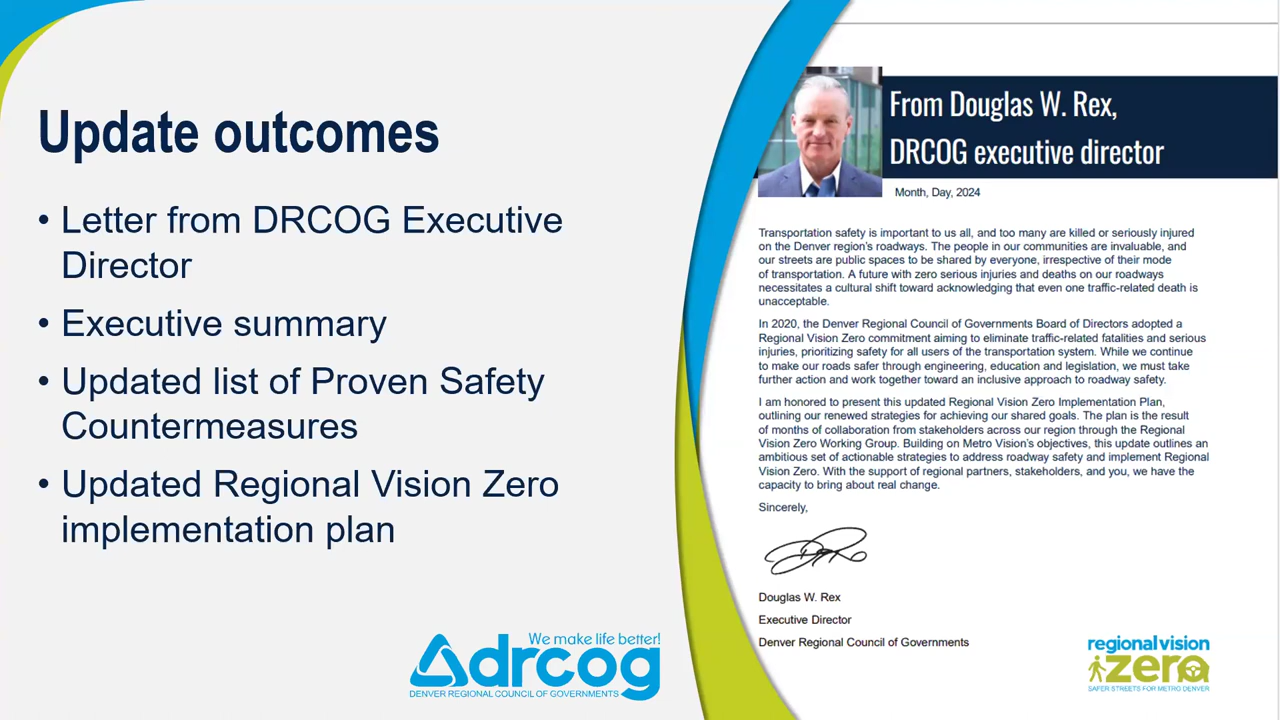 Update outcomes
• Letter from DRCOG Executive
Director
• Executive summary
• Updated list of Proven Safety
Countermeasures
• Updated Regional Vision Zero
implementation plan
We make life better!
drcog
DENVER REGIONAL COUNCIL OF GOVERNMENTS
From Douglas W. Rex,
DRCOG executive director
Month, Day, 2024
Transportation safety is important to us all, and too many are killed or seriously injured
on the Denver region's roadways. The people in our communities are invaluable, and
our streets are public spaces to be shared by everyone, irrespective of their mode
of transportation. A future with zero serious injuries and deaths on our roadways
necessitates a cultural shift toward acknowledging that even one traffic-related death is
unacceptable.
In 2020, the Denver Regional Council of Governments Board of Directors adopted a
Regional Vision Zero commitment aiming to eliminate traffic-related fatalities and serious
injuries, prioritizing safety for all users of the transportation system. While we continue
to make our roads safer through engineering, education and legislation, we must take
further action and work together toward an inclusive approach to roadway safety.
I am honored to present this updated Regional Vision Zero Implementation Plan,
outlining our renewed strategies for achieving our shared goals. The plan is the result
of months of collaboration from stakeholders across our region through the Regional
Vision Zero Working Group. Building on Metro Vision's objectives, this update outlines an
ambitious set of actionable strategies to address roadway safety and implement Regional
Vision Zero. With the support of regional partners, stakeholders, and you, we have the
capacity to bring about real change.
Sincerely,
Douglas W. Rex
Executive Director
Denver Regional Council of Governments
regional vision
zero
SAFER STREETS FOR METRO DENVER